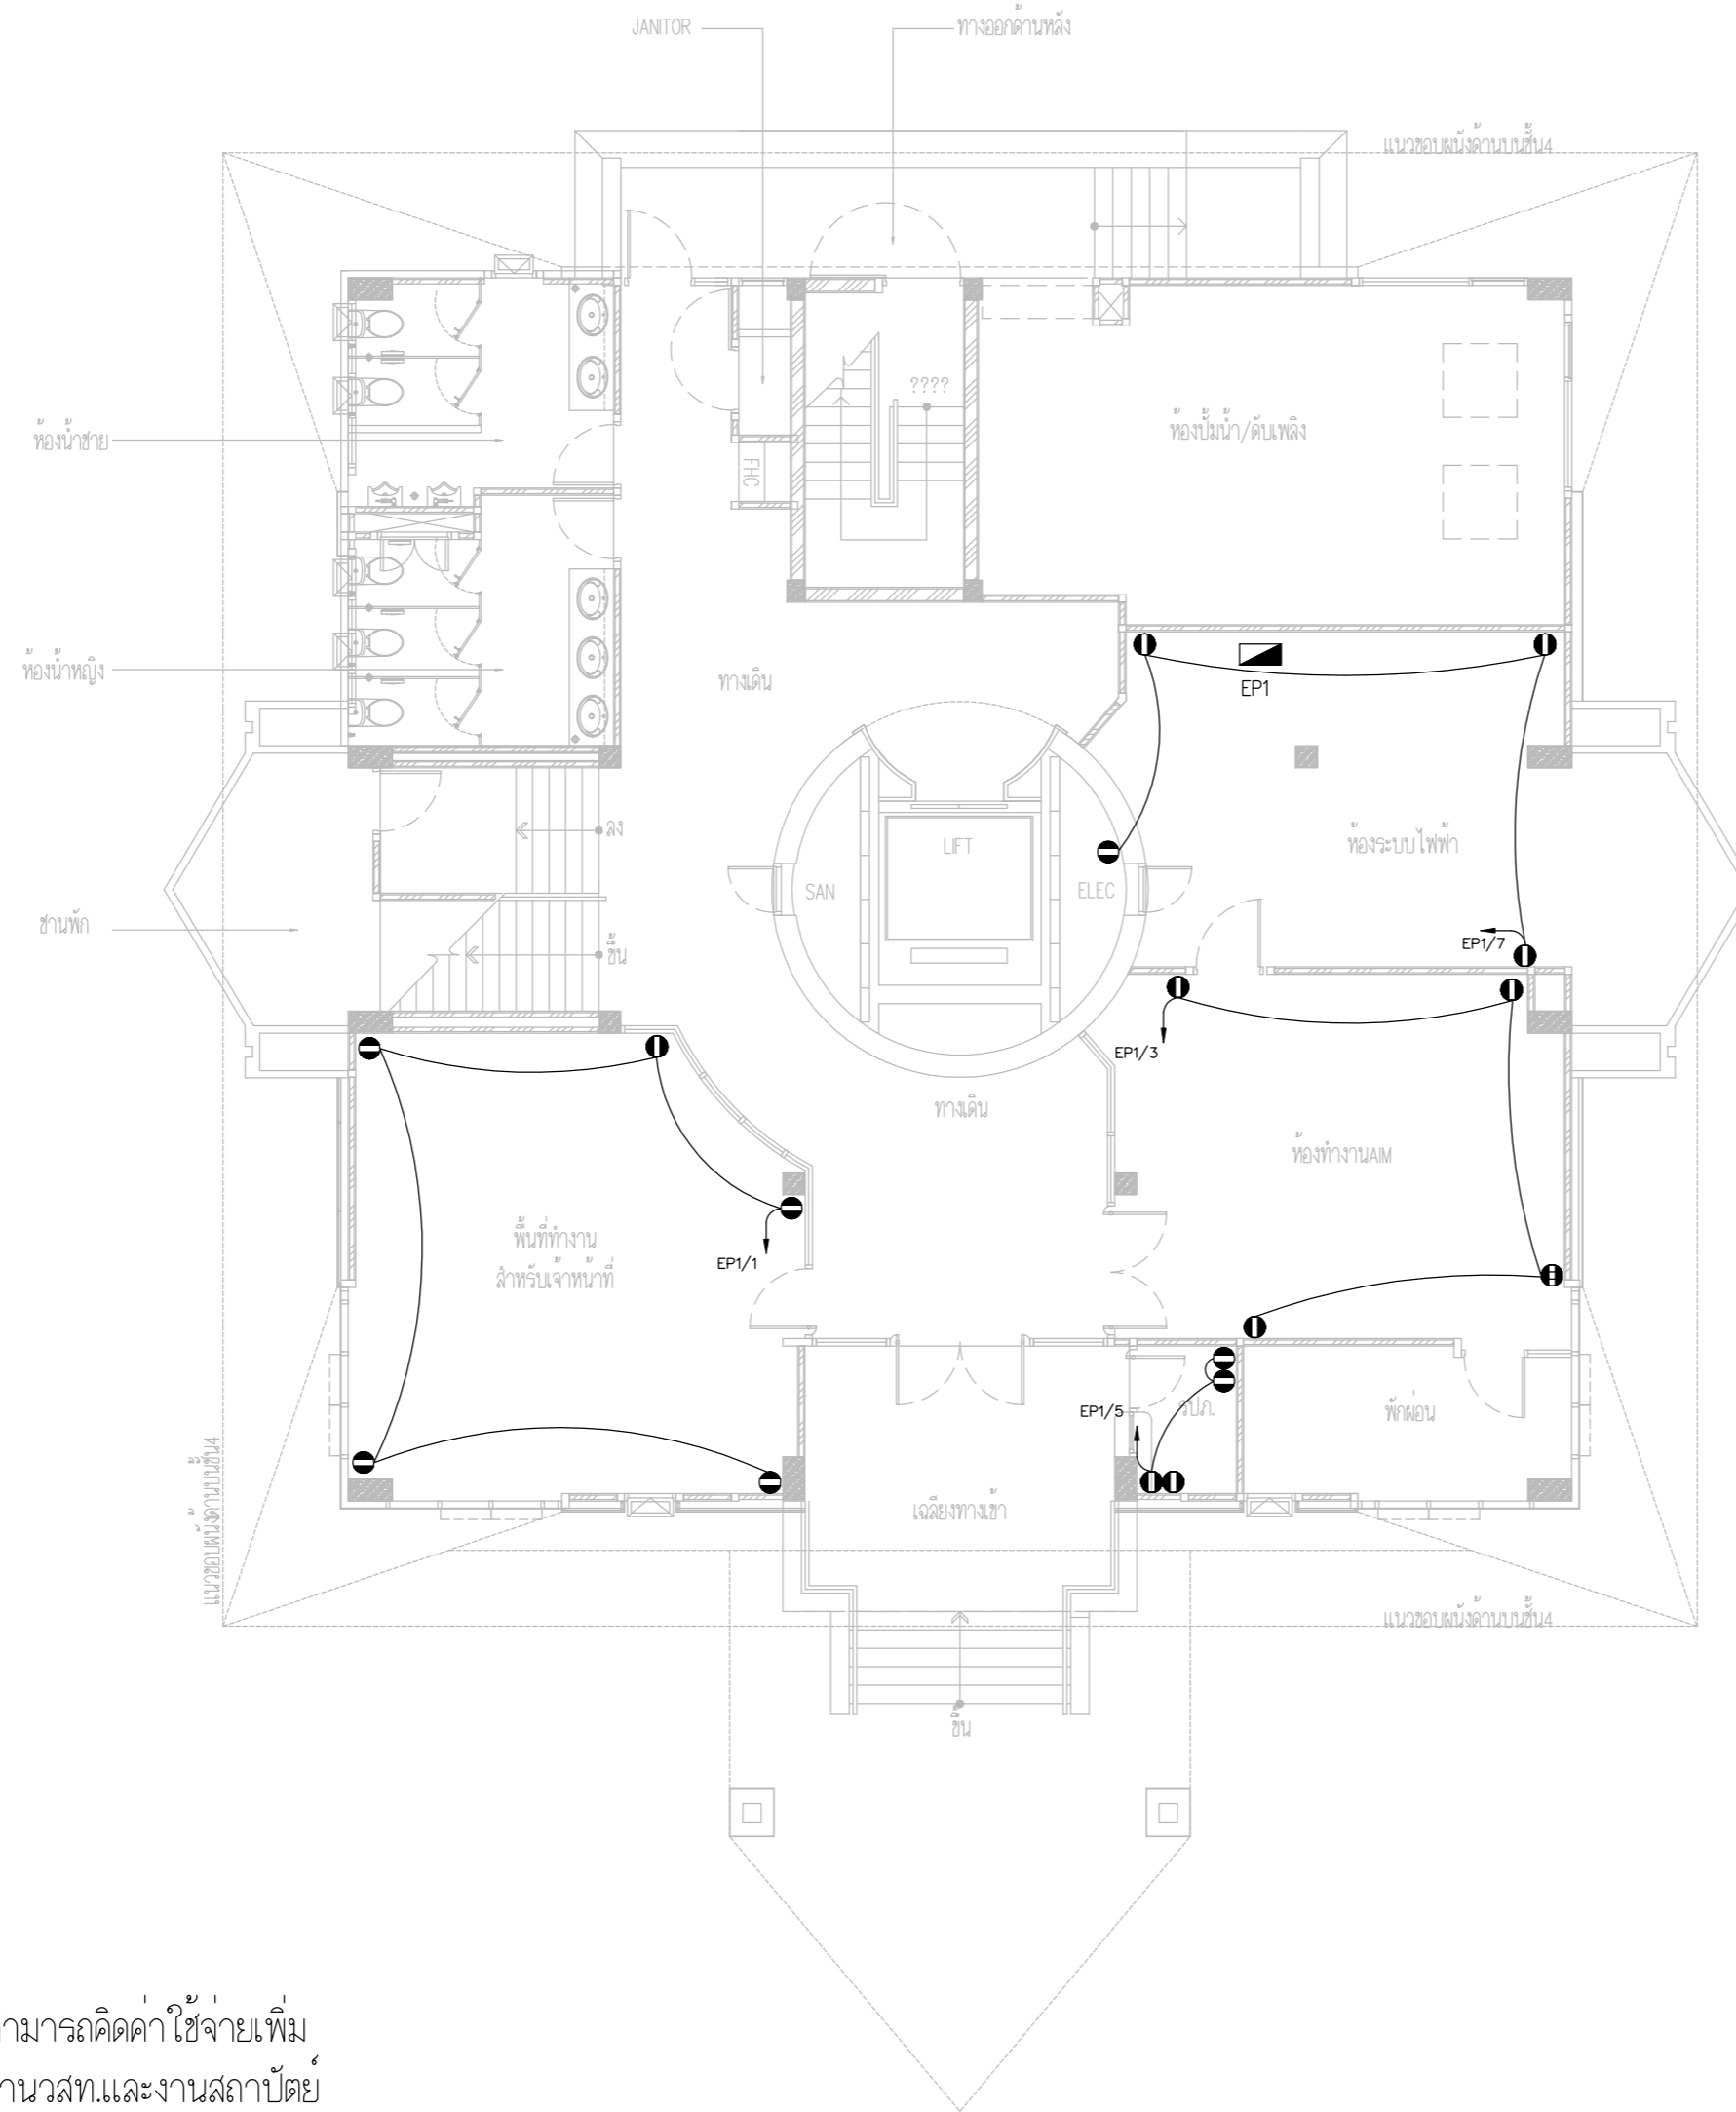 JANITOR
ทางออกด้านหลัง
แนวขอบผนังด้านบนชั้น4
????
ห้องน้ำชาย
ห้องปั๊มน้ำ/ดับเพลิง
FHC
ห้องน้ำหญิง
ทางเดิน
EP1
ลง
LIFT
ห้องระบบไฟฟ้า
SAN
ELEC
ชานพัก
ขึ้น
EP1/7
EP1/3
ทางเดิน
ห้องทำงานAIM
พื้นที่ทำงาน
สำหรับเจ้าหน้าที่
EP1/1
EP1/5
รปภ.
พักผ่อน
แนวขอบผนังด้านบนชั้น4
เฉลียงทางเข้า
แนวขอบผนังด้านบนชั้น4
ขึ้น
ามารถคิดค่าใช้จ่ายเพิ่ม
านวสท.และงานสถาปัตย์